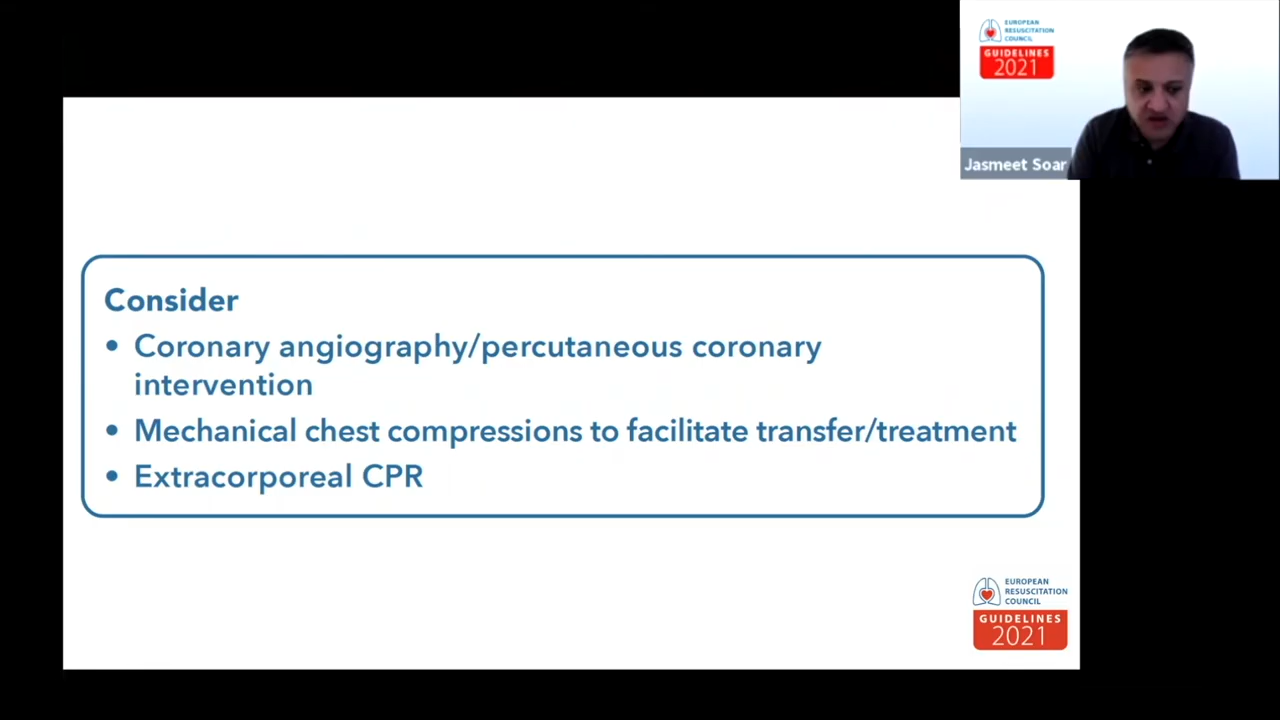 EUROPEAN
RESUSCITATION
COUNCIL
GUIDELINES
2021
Jasmeet Soar
Consider
• Coronary angiography/percutaneous coronary
intervention
• Mechanical chest compressions to facilitate transfer/treatment
• Extracorporeal CPR
EUROPEAN
RESUSCITATION
COUNCIL
GUIDELINES
2021